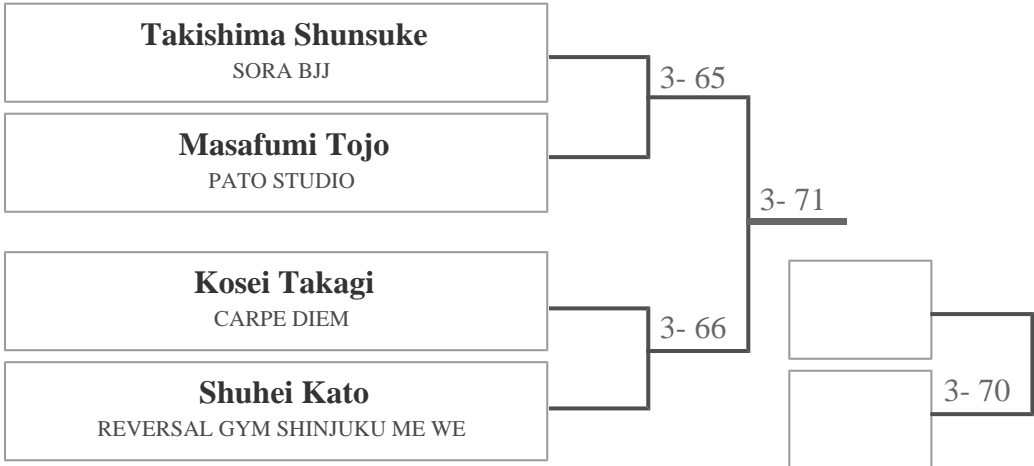 Takishima Shunsuke
SORA BJJ
3- 65
Masafumi Tojo
PATO STUDIO
3- 71
Kosei Takagi
CARPE DIEM
3- 66
Shuhei Kato
REVERSAL GYM SHINJUKU ME WE
3- 70